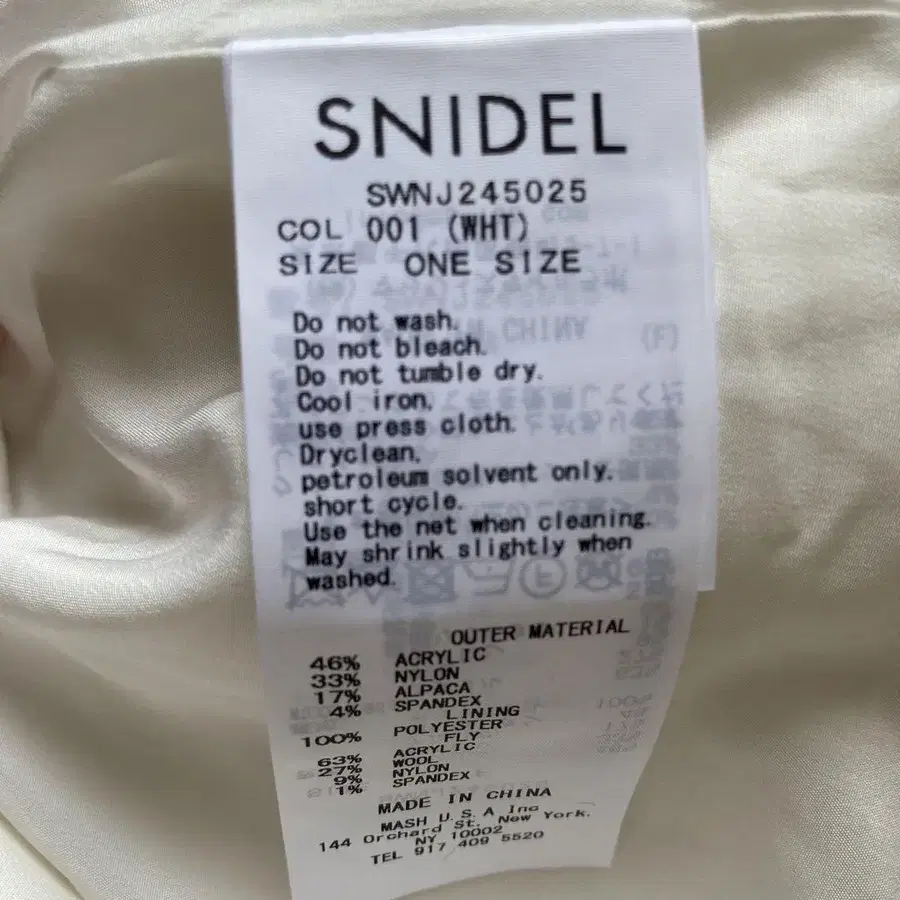 SNIDEL
SWNJ245025
COL 001 (WHT)
SIZE ONE SIZE
Do not wash.
Do not bleach.
Do not tumble dry.
Cool iron.
use press cloth.
Dryclean.
petroleum solvent only.
short cycle.
Use the net when cleaning.
May shrink slightly when
washed.
OUTER MATERIAL
46% ACRYLIC
33% NYLON
17% ALPACA
4% SPANDEX
LINING
100% POLYESTER
FLY
63% ACRYLIC
27% WOOL
9% NYLON
1% SPANDEX
MADE IN CHINA
MASH U.S.A Inc
144 Orchard St, New York,
NY 10002
TEL 917 409 5520